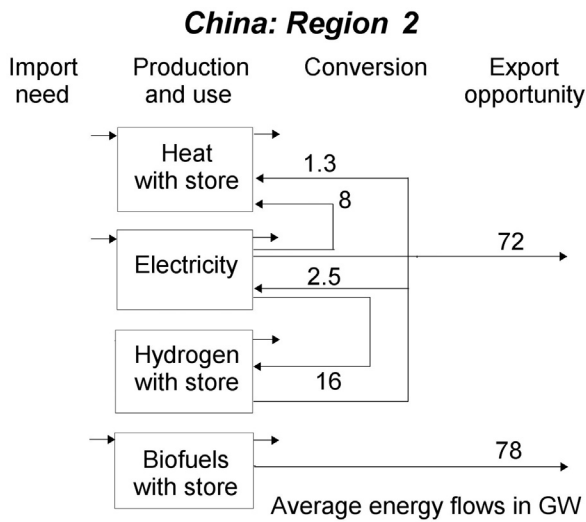 China: Region 2
Import need
Production and use
Conversion
Export opportunity
Heat with store
1.3
8
Electricity
72
2.5
Hydrogen with store
16
Biofuels with store
78
Average energy flows in GW